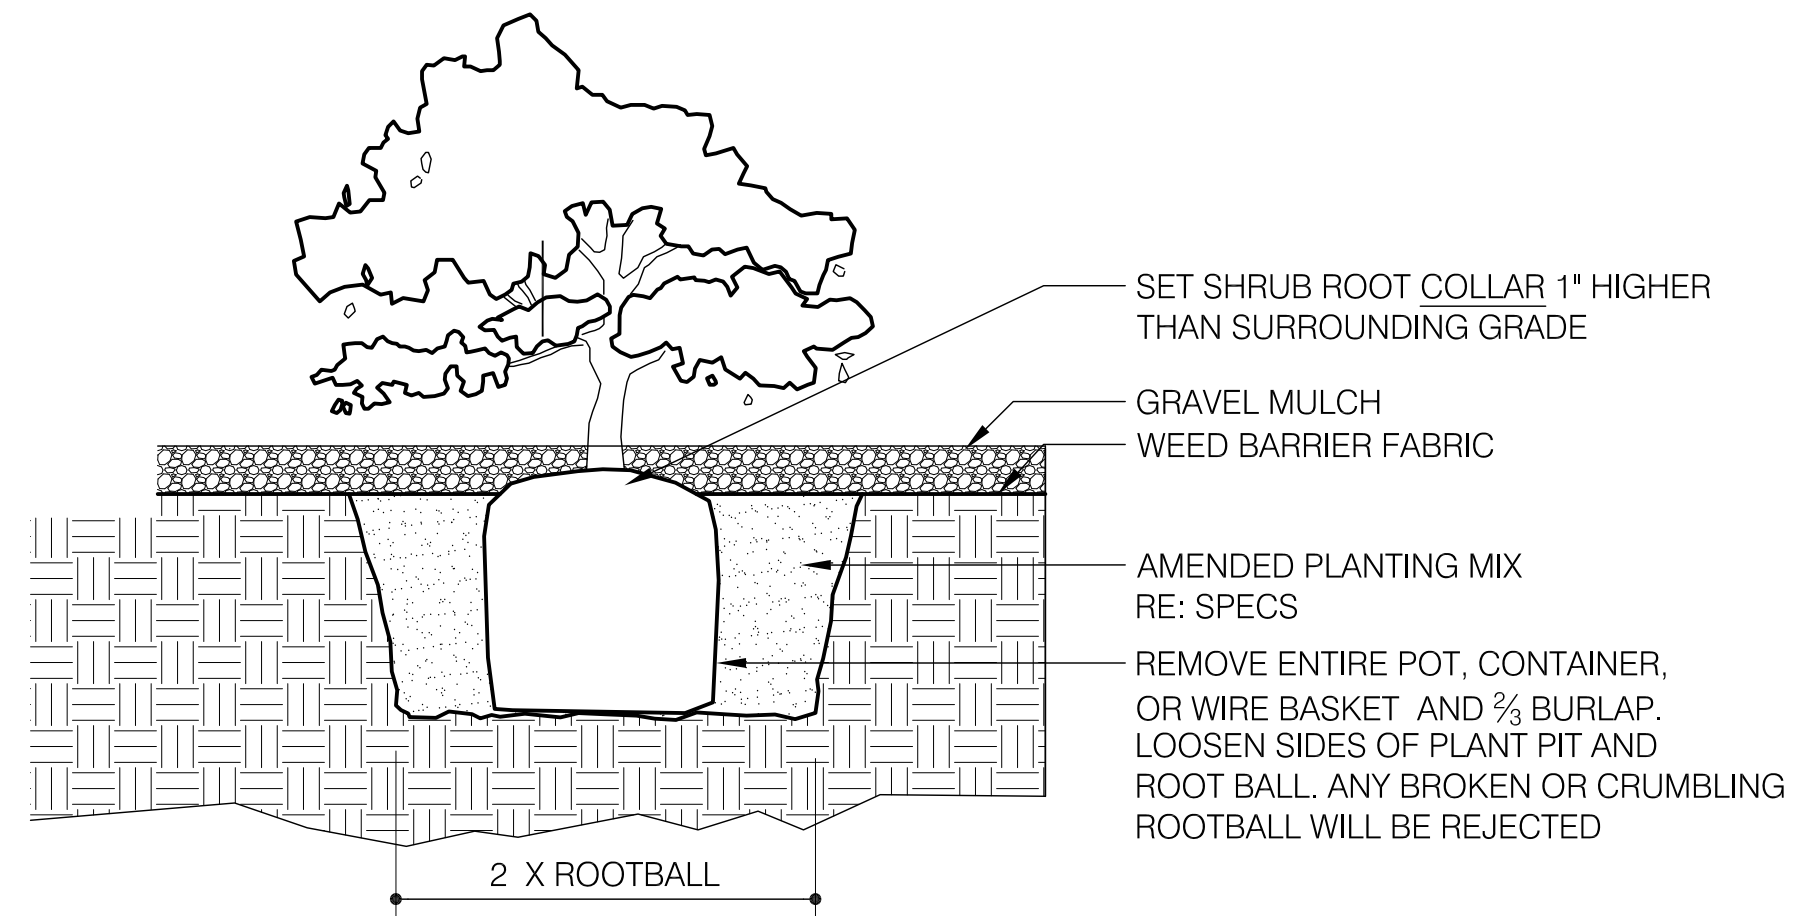 SET SHRUB ROOT COLLAR 1" HIGHER
THAN SURROUNDING GRADE
GRAVEL MULCH
WEED BARRIER FABRIC
AMENDED PLANTING MIX
RE: SPECS
REMOVE ENTIRE POT, CONTAINER,
OR WIRE BASKET AND ⅔ BURLAP.
LOOSEN SIDES OF PLANT PIT AND
ROOT BALL. ANY BROKEN OR CRUMBLING
ROOTBALL WILL BE REJECTED
2 X ROOTBALL